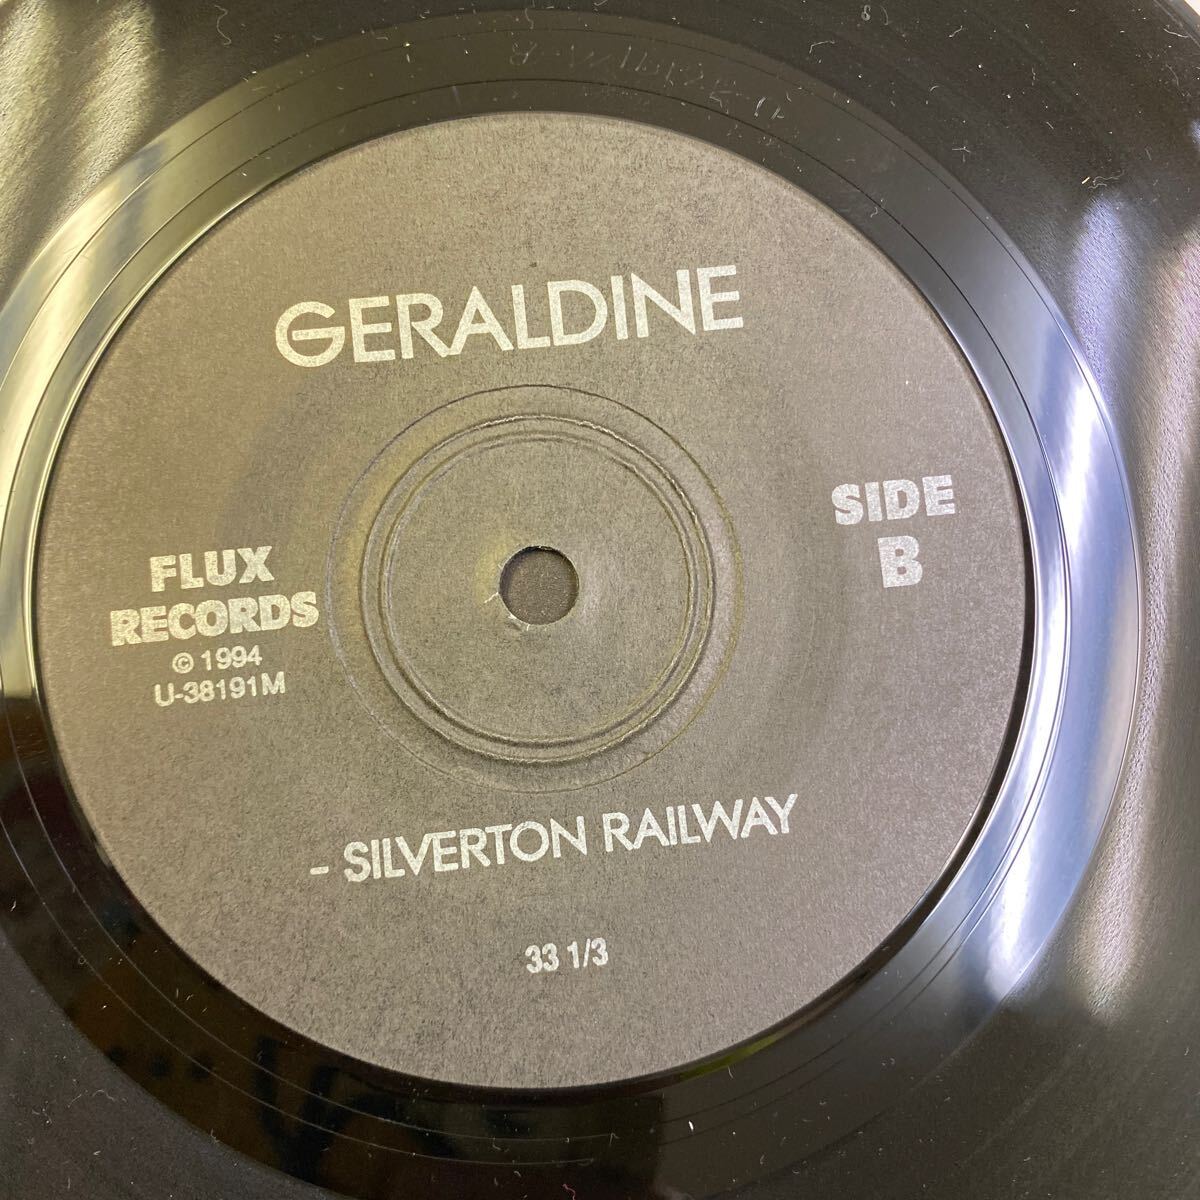 GERALDINE
SIDE
B
FLUX
RECORDS
© 1994
U-38191M
- SILVERTON RAILWAY
33 1/3